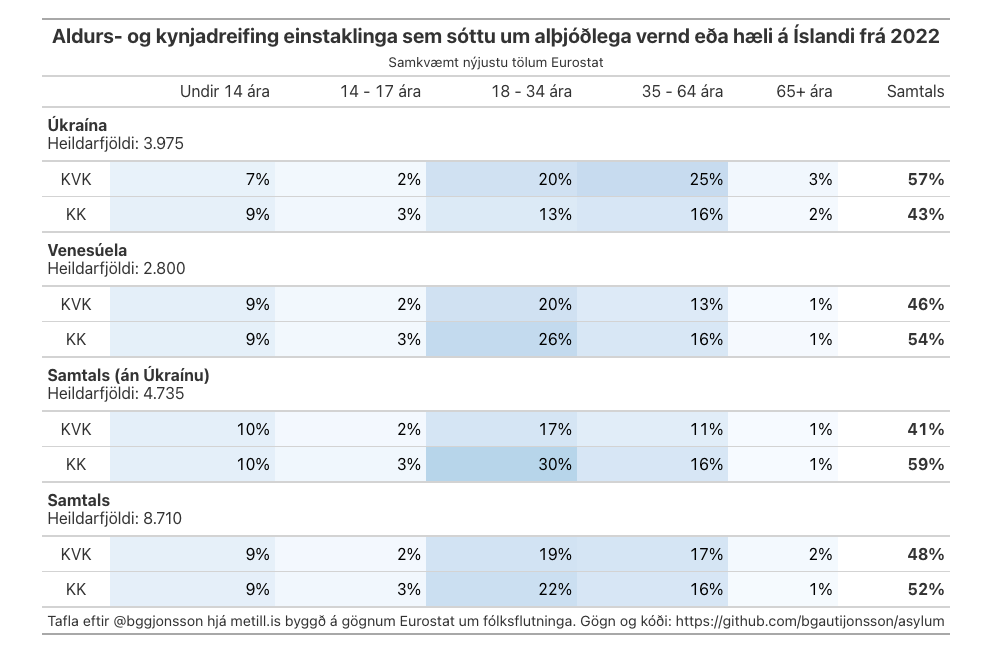 Aldurs- og kynjadreifing einstaklinga sem sóttu um alþjóðlega vernd eða hæli á Íslandi frá 2022
Samkvæmt nýjustu tölum Eurostat
Undir 14 ára 14 - 17 ára 18 - 34 ára 35 - 64 ára 65+ ára Samtals
Úkraína
Heildarfjöldi: 3.975
KVK 7% 2% 20% 25% 3% 57%
KK 9% 3% 13% 16% 2% 43%
Venesúela
Heildarfjöldi: 2.800
KVK 9% 2% 20% 13% 1% 46%
KK 9% 3% 26% 16% 1% 54%
Samtals (án Úkraínu)
Heildarfjöldi: 4.735
KVK 10% 2% 17% 11% 1% 41%
KK 10% 3% 30% 16% 1% 59%
Samtals
Heildarfjöldi: 8.710
KVK 9% 2% 19% 17% 2% 48%
KK 9% 3% 22% 16% 1% 52%
Tafla eftir @bggjonsson hjá metill.is byggð á gögnum Eurostat um fólksflutninga. Gögn og kóði: https://github.com/bgautijonsson/asylum